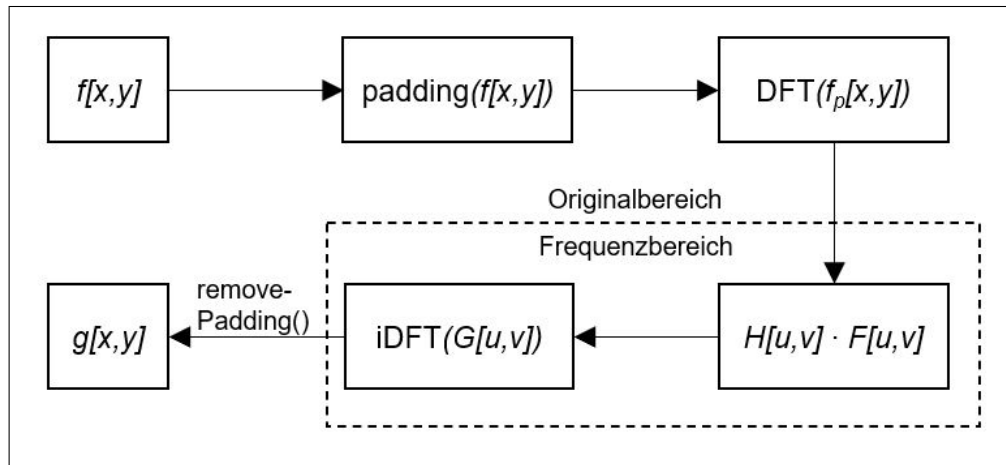 f[x,y]
padding(f[x,y])
DFT(fₚ[x,y])
Originalbereich
Frequenzbereich
remove-
Padding()
g[x,y]
iDFT(G[u,v])
H[u,v] · F[u,v]